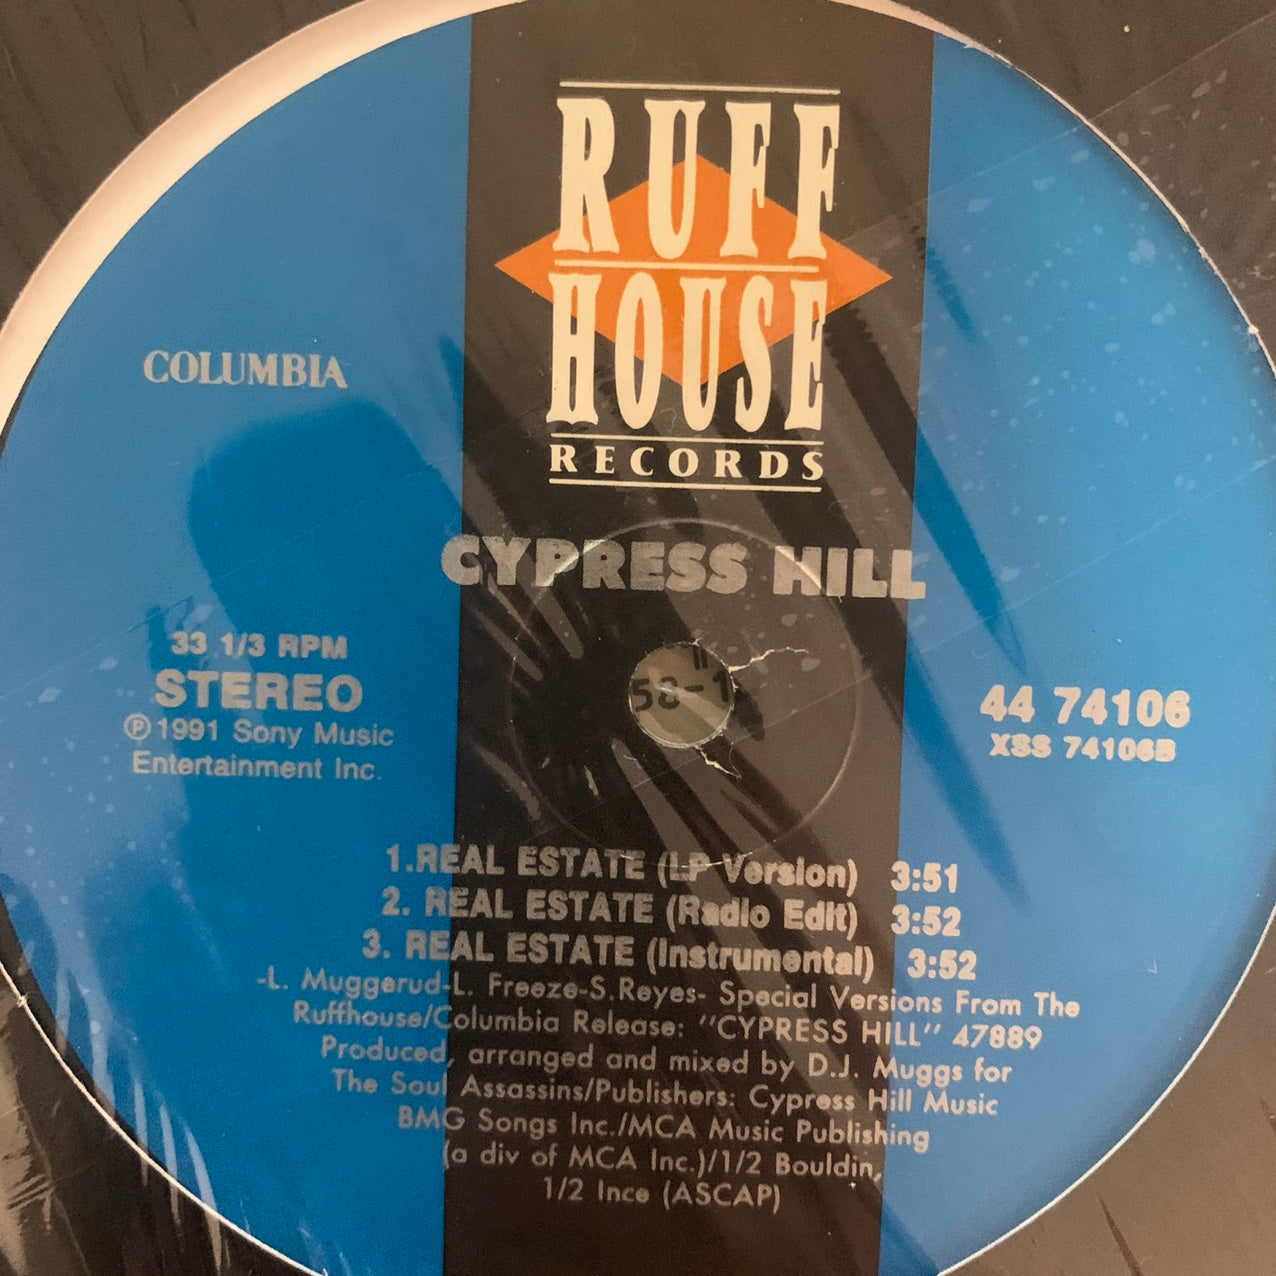 RUFF
HOUSE
RECORDS
COLUMBIA
CYPRESS HILL
33 1/3 RPM
STEREO
℗ 1991 Sony Music
Entertainment Inc.
58-1
44 74106
XSS 74106B
1.REAL ESTATE (LP Version) 3:51
2. REAL ESTATE (Radio Edit) 3:52
3. REAL ESTATE (Instrumental) 3:52
-L. Muggerud-L. Freeze-S.Reyes- Special Versions From The
Ruffhouse/Columbia Release: "CYPRESS HILL" 47889
Produced, arranged and mixed by D.J. Muggs for
The Soul Assassins/Publishers: Cypress Hill Music
BMG Songs Inc./MCA Music Publishing
(a div of MCA Inc.)/1/2 Bouldin,
1/2 Ince (ASCAP)